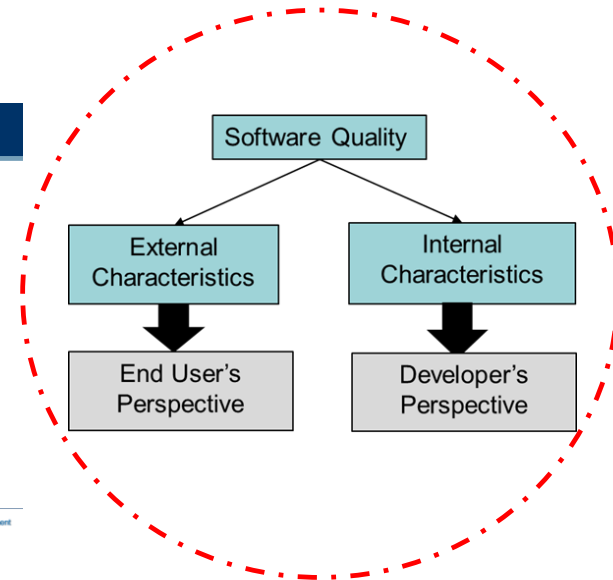 Software Quality
External
Characteristics
Internal
Characteristics
End User's
Perspective
Developer's
Perspective